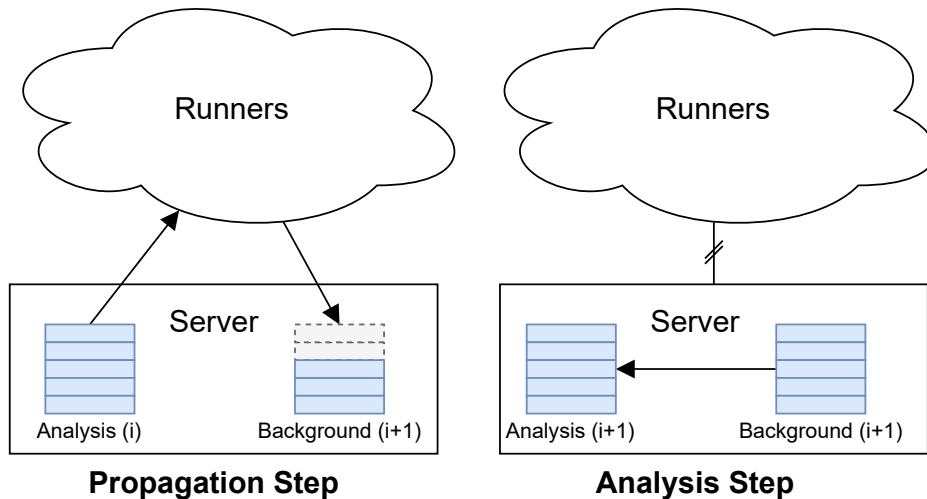 Runners
Server
Analysis (i)
Background (i+1)
Propagation Step
Runners
Server
Analysis (i+1)
Background (i+1)
Analysis Step